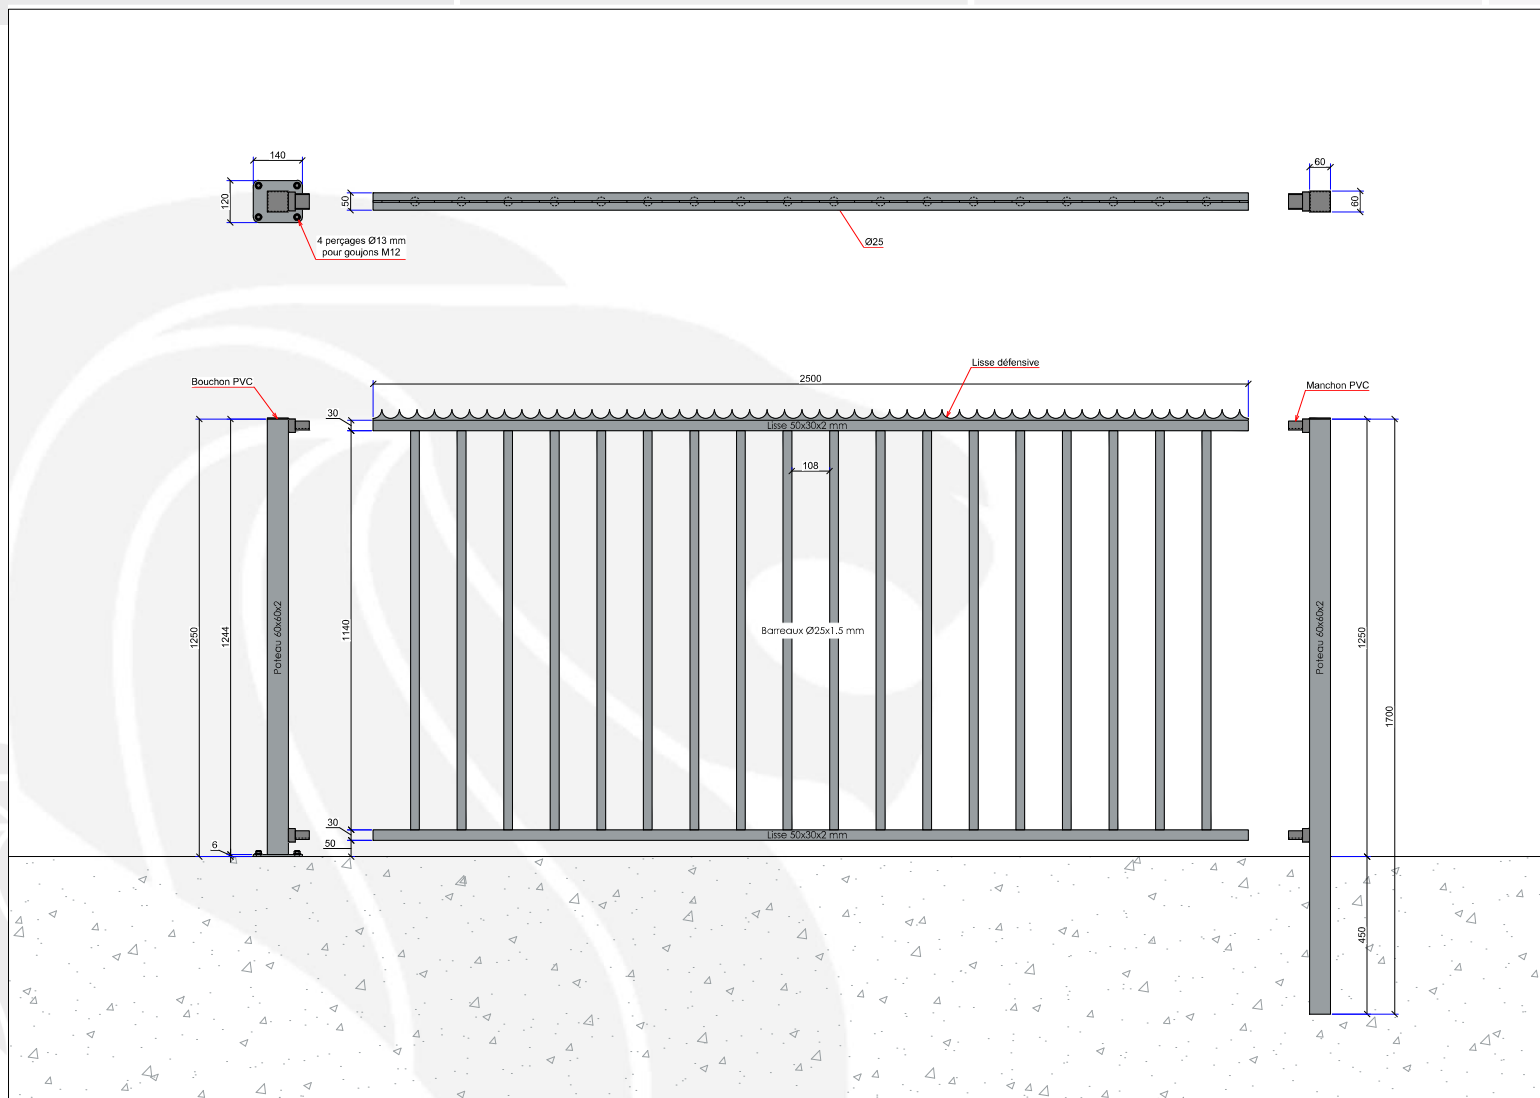 140
120
4 perçages Ø13 mm
pour goujons M12
50
Ø25
60
60
Bouchon PVC
2500
Lisse défensive
Manchon PVC
30
Lisse 50x30x2 mm
108
1250
1244
Poteau 60x60x2
1140
Barreaux Ø25x1.5 mm
Poteau 60x60x2
1250
1700
30
Lisse 50x30x2 mm
6
50
450